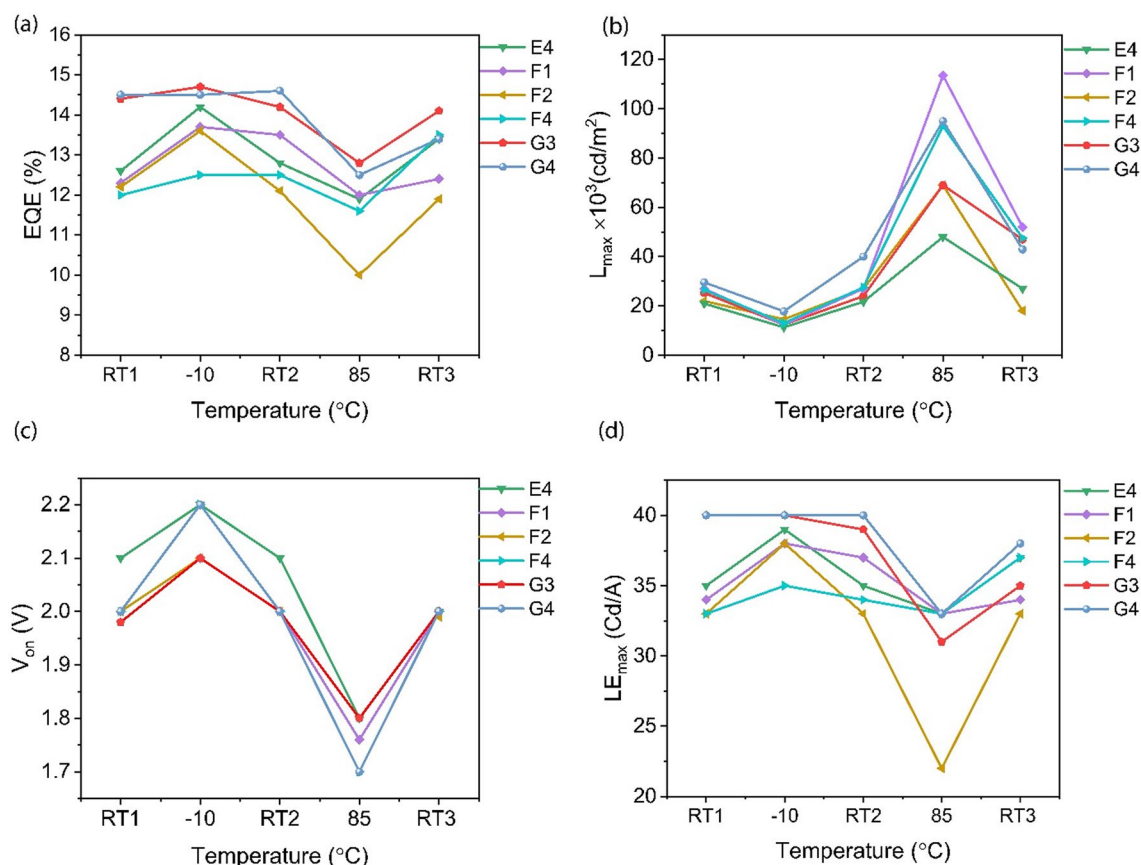 (a)
16
15
14
13
12
11
10
9
8
EQE (%)
RT1 -10 RT2 85 RT3
Temperature (°C)
E4
F1
F2
F4
G3
G4
(b)
120
100
80
60
40
20
0
Lmax ×10³(cd/m²)
RT1 -10 RT2 85 RT3
Temperature (°C)
E4
F1
F2
F4
G3
G4
(c)
2.2
2.1
2.0
1.9
1.8
1.7
Von (V)
RT1 -10 RT2 85 RT3
Temperature (°C)
E4
F1
F2
F4
G3
G4
(d)
40
35
30
25
20
LEmax (Cd/A)
RT1 -10 RT2 85 RT3
Temperature (°C)
E4
F1
F2
F4
G3
G4